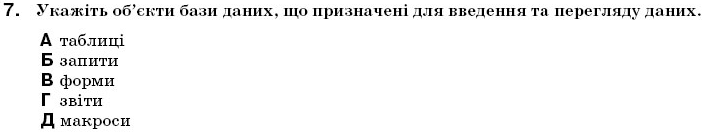 7. Укажіть об’єкти бази даних, що призначені для введення та перегляду даних.
А таблиці
Б запити
В форми
Г звіти
Д макроси